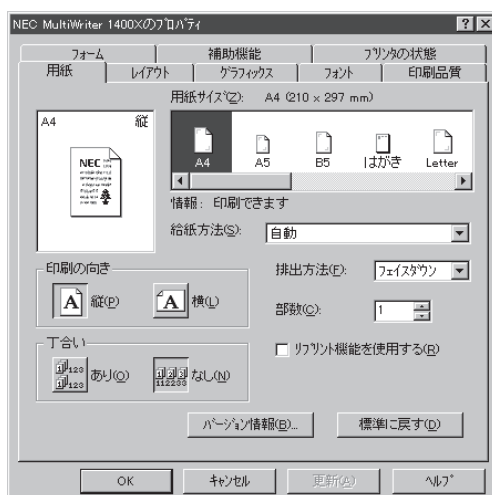 NEC MultiWriter 1400Xのプロパティ
フォーム 補助機能 プリンタの状態
用紙 レイアウト グラフィックス フォント 印刷品質
用紙サイズ(Z): A4 (210 x 297 mm)
A4 縦
NEC
A4 A5 B5 はがき Letter
情報: 印刷できます
給紙方法(S): 自動
印刷の向き
A 縦(P) A 横(L)
排出方法(F): フェイスダウン
部数(C): 1
丁合い
123 123 あり(O) 123 112233 なし(N)
リプリント機能を使用する(R)
バージョン情報(B)... 標準に戻す(D)
OK キャンセル 更新(A) ヘルプ